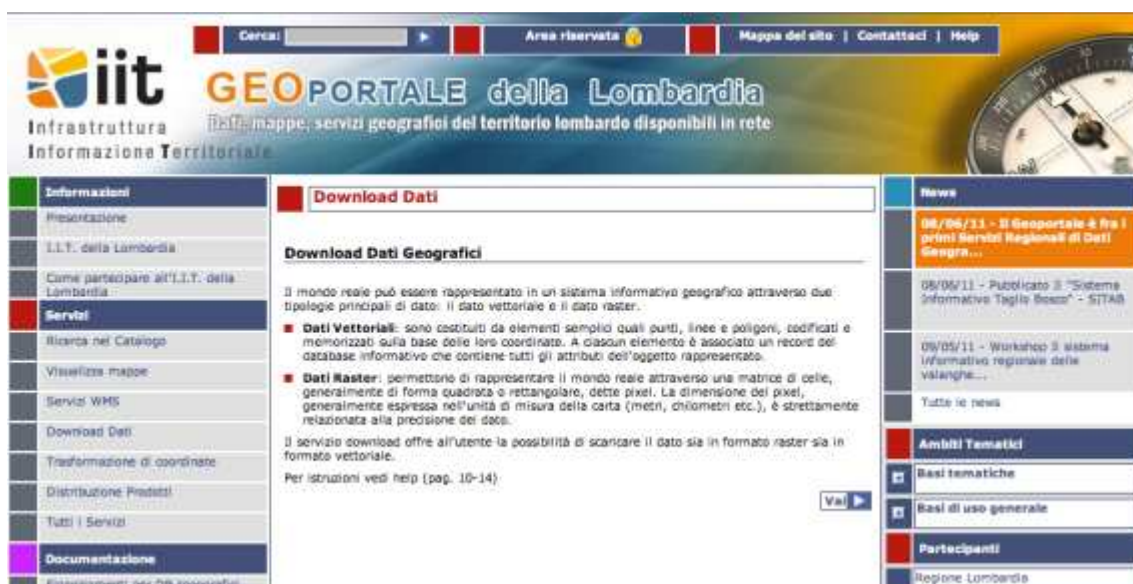 Cerca:
Area riservata
Mappa del sito | Contattaci | Help
iit
Infrastruttura
Informazione Territoriale
GEOPORTALE della Lombardia
Dati, mappe, servizi geografici del territorio lombardo disponibili in rete
Informazioni
Presentazione
I.I.T. della Lombardia
Come partecipare all'I.I.T. della
Lombardia
Servizi
Ricerca nel Catalogo
Visualizza mappe
Servizi WMS
Download Dati
Trasformazione di coordinate
Distribuzione Prodotti
Tutti i Servizi
Documentazione
Download Dati
Download Dati Geografici
Il mondo reale può essere rappresentato in un sistema informativo geografico attraverso due
tipologie principali di dato: il dato vettoriale e il dato raster.
Dati Vettoriali: sono costituiti da elementi semplici quali punti, linee e poligoni, codificati e
memorizzati sulla base delle loro coordinate. A ciascun elemento è associato un record del
database informativo che contiene tutti gli attributi dell'oggetto rappresentato.
Dati Raster: permettono di rappresentare il mondo reale attraverso una matrice di celle,
generalmente di forma quadrata o rettangolare, dette pixel. La dimensione dei pixel,
generalmente espressa nell'unità di misura della carta (metri, chilometri etc.), è strettamente
relazionata alla precisione del dato.
Il servizio download offre all'utente la possibilità di scaricare il dato sia in formato raster sia in
formato vettoriale.
Per istruzioni vedi help (pag. 10-14)
Vai
News
08/06/11 - Il Geoportale è fra i
primi Servizi Regionali di Dati
Geogra...
08/06/11 - Pubblicato il "Sistema
Informativo Taglio Bosco" - SITAB
09/05/11 - Workshop Il sistema
informativo regionale delle
valanghe...
Tutte le news
Ambiti Tematici
Basi tematiche
Basi di uso generale
Partecipanti
Regione Lombardia